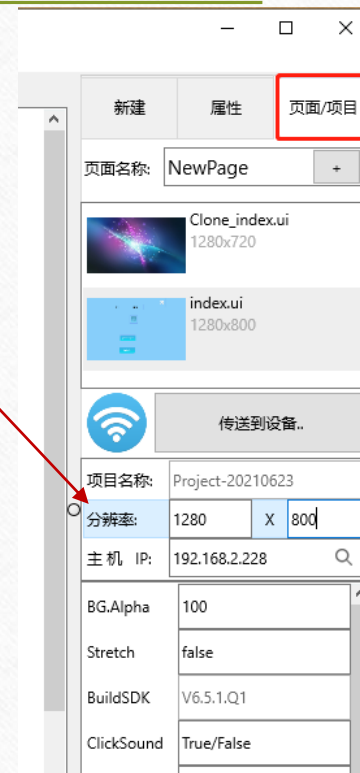 新建 属性 页面/项目
页面名称: NewPage +
Clone_index.ui
1280x720
index.ui
1280x800
传送到设备..
项目名称: Project-20210623
分辨率: 1280 X 800
主机 IP: 192.168.2.228
BG.Alpha 100
Stretch false
BuildSDK V6.5.1.Q1
ClickSound True/False